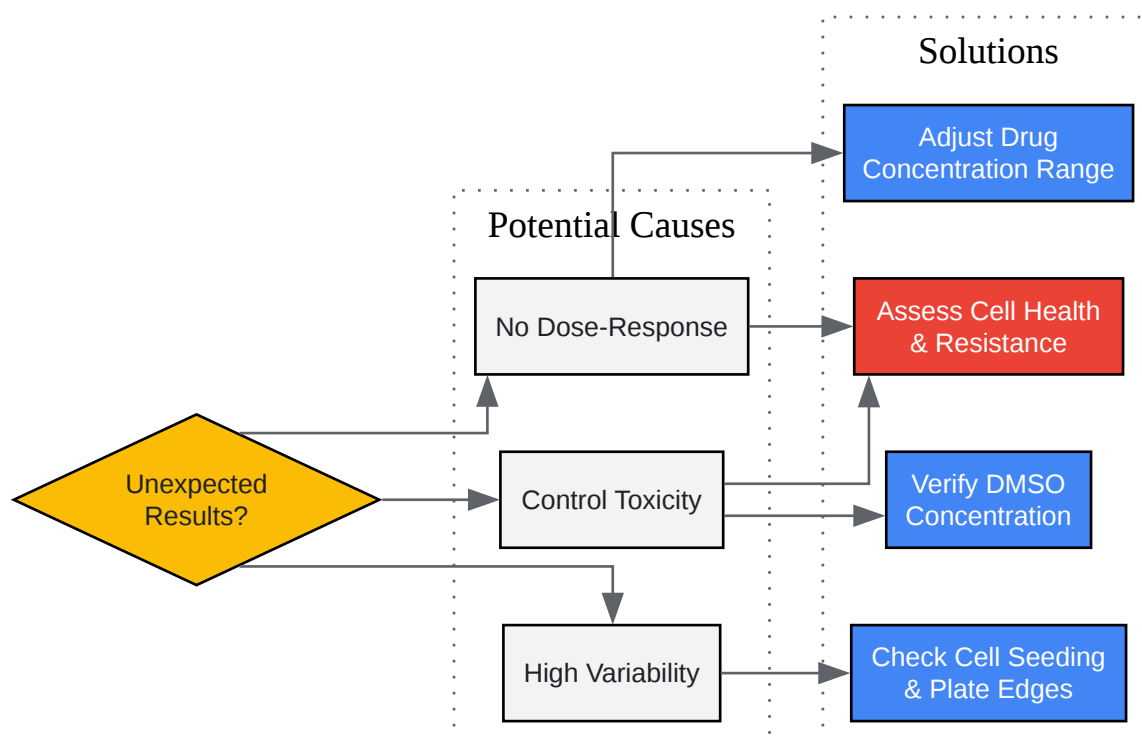 Solutions
Adjust Drug
Concentration Range
Potential Causes
No Dose-Response
Assess Cell Health
& Resistance
Unexpected
Results?
Control Toxicity
Verify DMSO
Concentration
High Variability
Check Cell Seeding
& Plate Edges